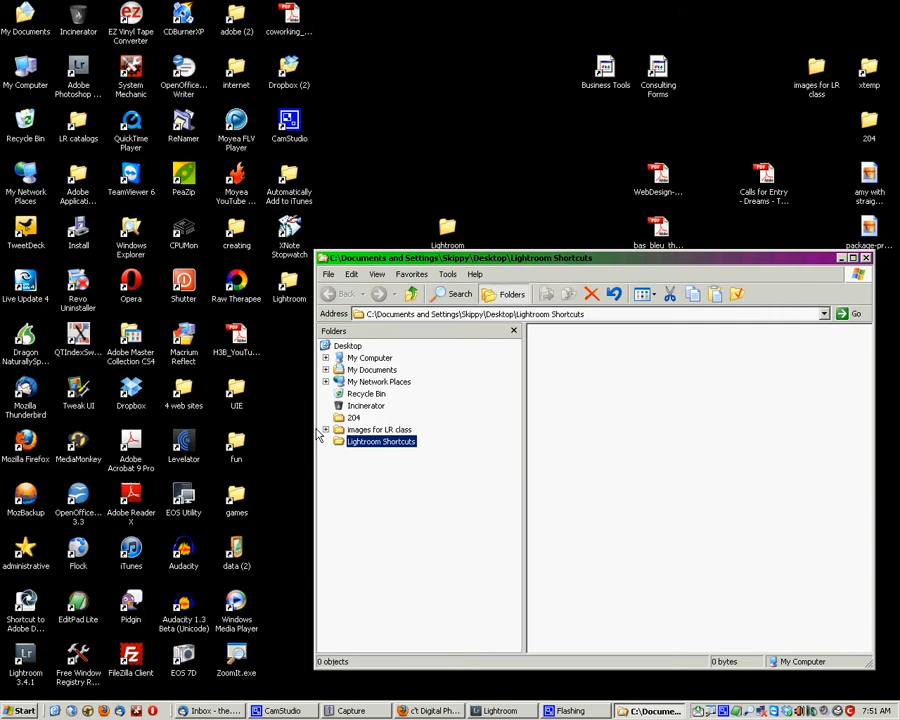 My Documents
Incinerator
EZ Vinyl Tape
Converter
CDBurnerXP
adobe (2)
coworking_...
My Computer
Adobe
Photoshop ...
System
Mechanic
OpenOffice...
Writer
internet
Dropbox (2)
Business Tools
Consulting
Forms
images for LR
class
xtemp
Recycle Bin
LR catalogs
QuickTime
Player
ReNamer
Moyea FLV
Player
CamStudio
204
My Network
Places
Adobe
Applicati...
TeamViewer 6
PeaZip
Moyea
YouTube ...
Automatically
Add to iTunes
WebDesign-...
Calls for Entry
- Dreams - T...
amy with
straig...
TweetDeck
Install
Windows
Explorer
CPUMon
creating
XNote
Stopwatch
Lightroom
bas_bleu_th...
package-pr...
Live Update 4
Revo
Uninstaller
Opera
Shutter
Raw Therapee
Lightroom
Dragon
NaturallySp...
QTIndexSw...
Adobe Master
Collection CS4
Macrium
Reflect
H3B_YouTu...
Mozilla
Thunderbird
Tweak UI
Dropbox
4 web sites
UIE
Mozilla Firefox
MediaMonkey
Adobe
Acrobat 9 Pro
Levelator
fun
MozBackup
OpenOffice...
3.3
Adobe Reader
X
EOS Utility
games
administrative
Flock
iTunes
Audacity
data (2)
Shortcut to
Adobe D...
EditPad Lite
Pidgin
Audacity 1.3
Beta (Unicode)
Windows
Media Player
Lightroom
3.4.1
Free Window
Registry R...
FileZilla Client
EOS 7D
ZoomIt.exe
C:\Documents and Settings\Skippy\Desktop\Lightroom Shortcuts
File Edit View Favorites Tools Help
Back Search Folders
Address C:\Documents and Settings\Skippy\Desktop\Lightroom Shortcuts Go
Folders
Desktop
My Computer
My Documents
My Network Places
Recycle Bin
Incinerator
204
images for LR class
Lightroom Shortcuts
0 objects 0 bytes My Computer
Start Inbox - the.... CamStudio Capture c't Digital Ph... Lightroom Flashing C:\Docume... 7:51 AM